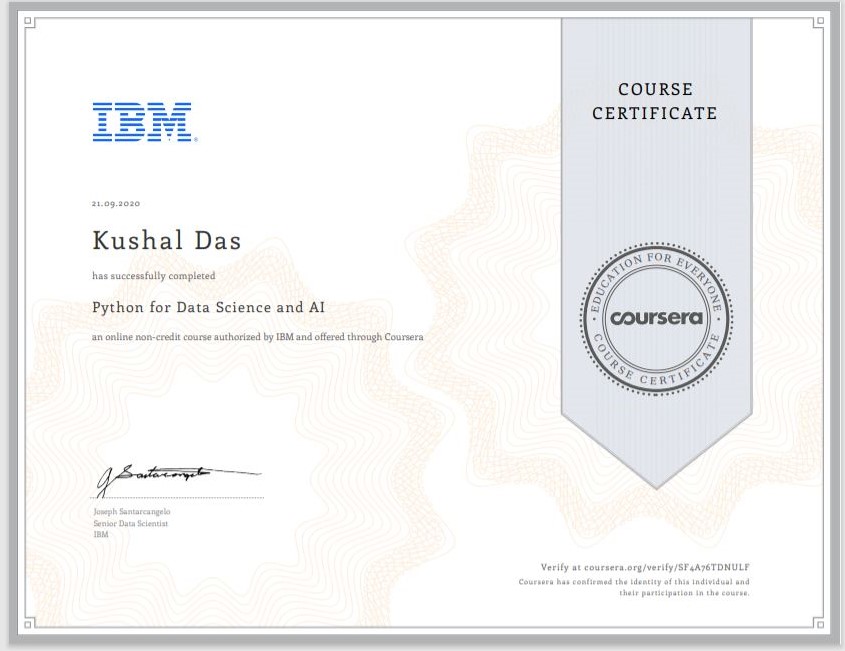 COURSE
CERTIFICATE
IBM
21.09.2020
Kushal Das
has successfully completed
Python for Data Science and AI
an online non-credit course authorized by IBM and offered through Coursera
EDUCATION FOR EVERYONE
coursera
COURSE CERTIFICATE
J Santarcangelo
Joseph Santarcangelo
Senior Data Scientist
IBM
Verify at coursera.org/verify/SF4A76TDNULF
Coursera has confirmed the identity of this individual and
their participation in the course.